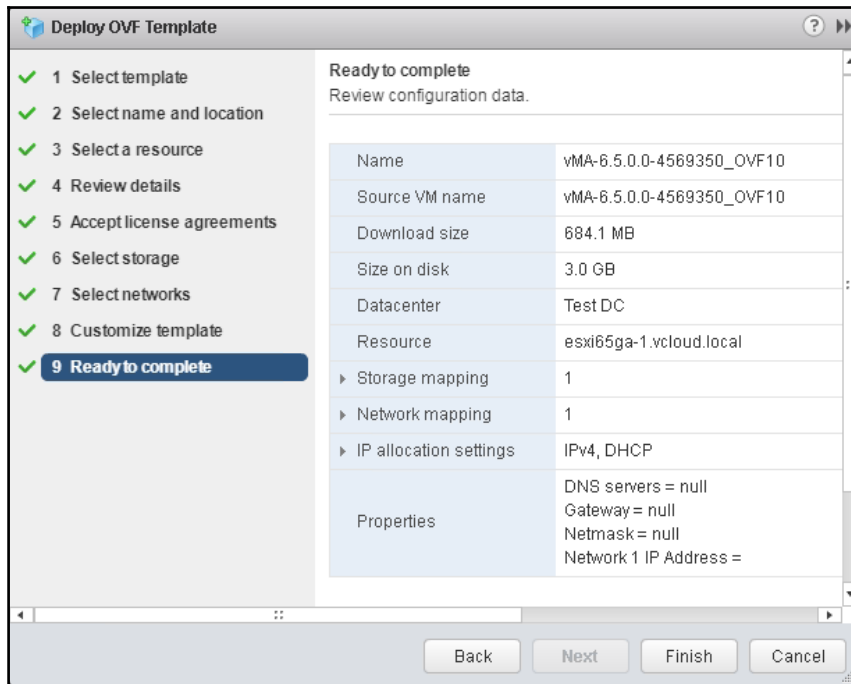 Deploy OVF Template
?
1 Select template
2 Select name and location
3 Select a resource
4 Review details
5 Accept license agreements
6 Select storage
7 Select networks
8 Customize template
9 Ready to complete
Ready to complete
Review configuration data.
Name vMA-6.5.0.0-4569350_OVF10
Source VM name vMA-6.5.0.0-4569350_OVF10
Download size 684.1 MB
Size on disk 3.0 GB
Datacenter Test DC
Resource esxi65ga-1.vcloud.local
Storage mapping 1
Network mapping 1
IP allocation settings IPv4, DHCP
Properties
DNS servers = null
Gateway = null
Netmask = null
Network 1 IP Address =
Back Next Finish Cancel